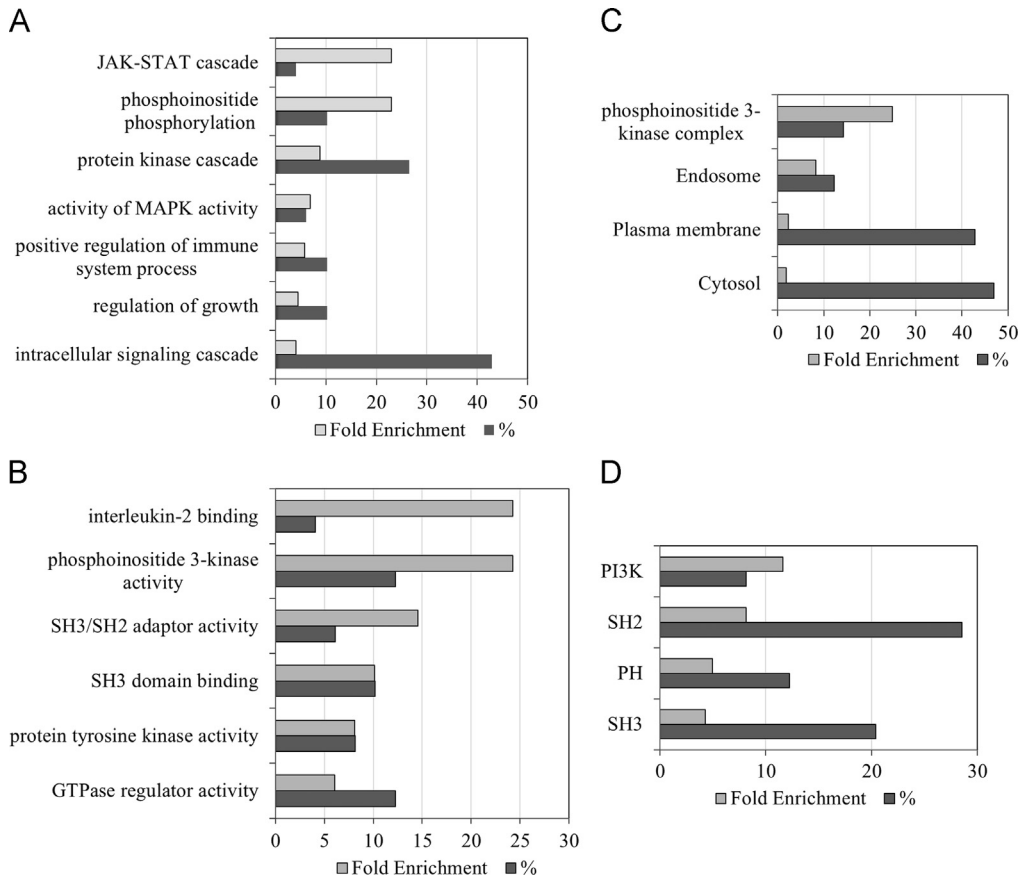 A
JAK-STAT cascade
phosphoinositide
phosphorylation
protein kinase cascade
activity of MAPK activity
positive regulation of immune
system process
regulation of growth
intracellular signaling cascade
0 10 20 30 40 50
Fold Enrichment %
B
interleukin-2 binding
phosphoinositide 3-kinase
activity
SH3/SH2 adaptor activity
SH3 domain binding
protein tyrosine kinase activity
GTPase regulator activity
0 5 10 15 20 25 30
Fold Enrichment %
C
phosphoinositide 3-
kinase complex
Endosome
Plasma membrane
Cytosol
0 10 20 30 40 50
Fold Enrichment %
D
PI3K
SH2
PH
SH3
0 10 20 30
Fold Enrichment %